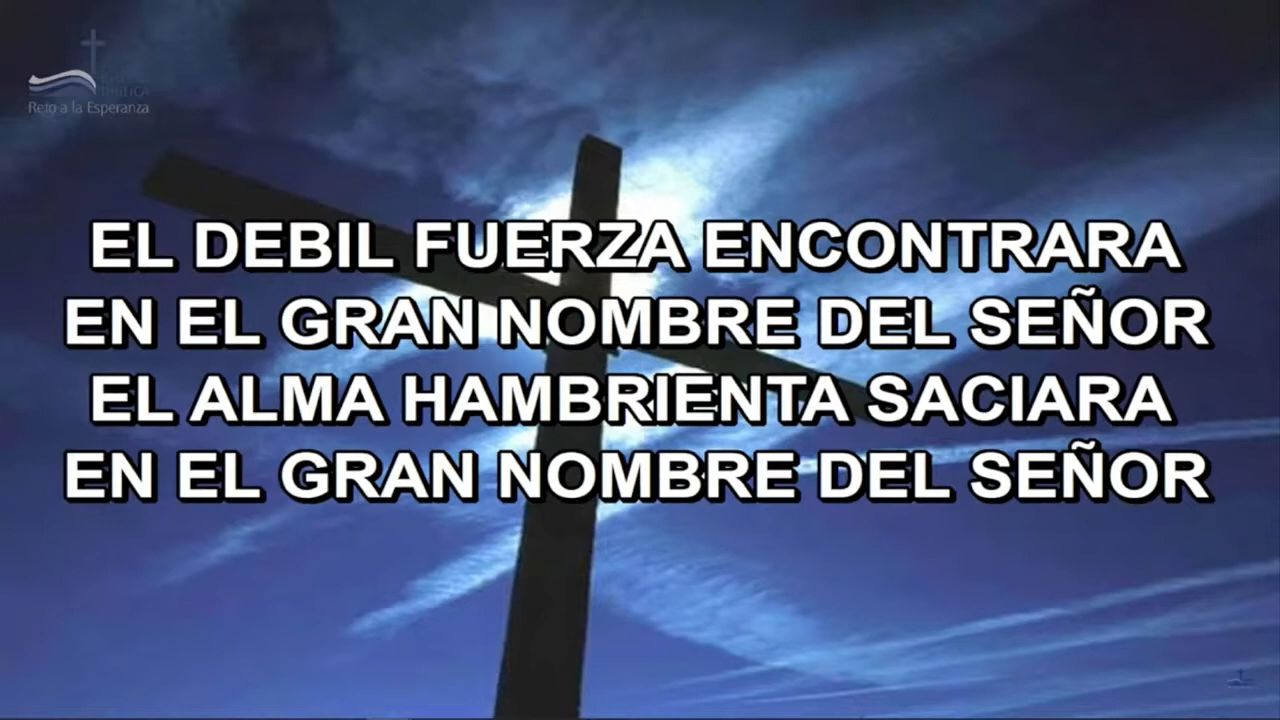 Reto a la Esperanza
EL DEBIL FUERZA ENCONTRARA
EN EL GRAN NOMBRE DEL SEÑOR
EL ALMA HAMBRIENTA SACIARA
EN EL GRAN NOMBRE DEL SEÑOR